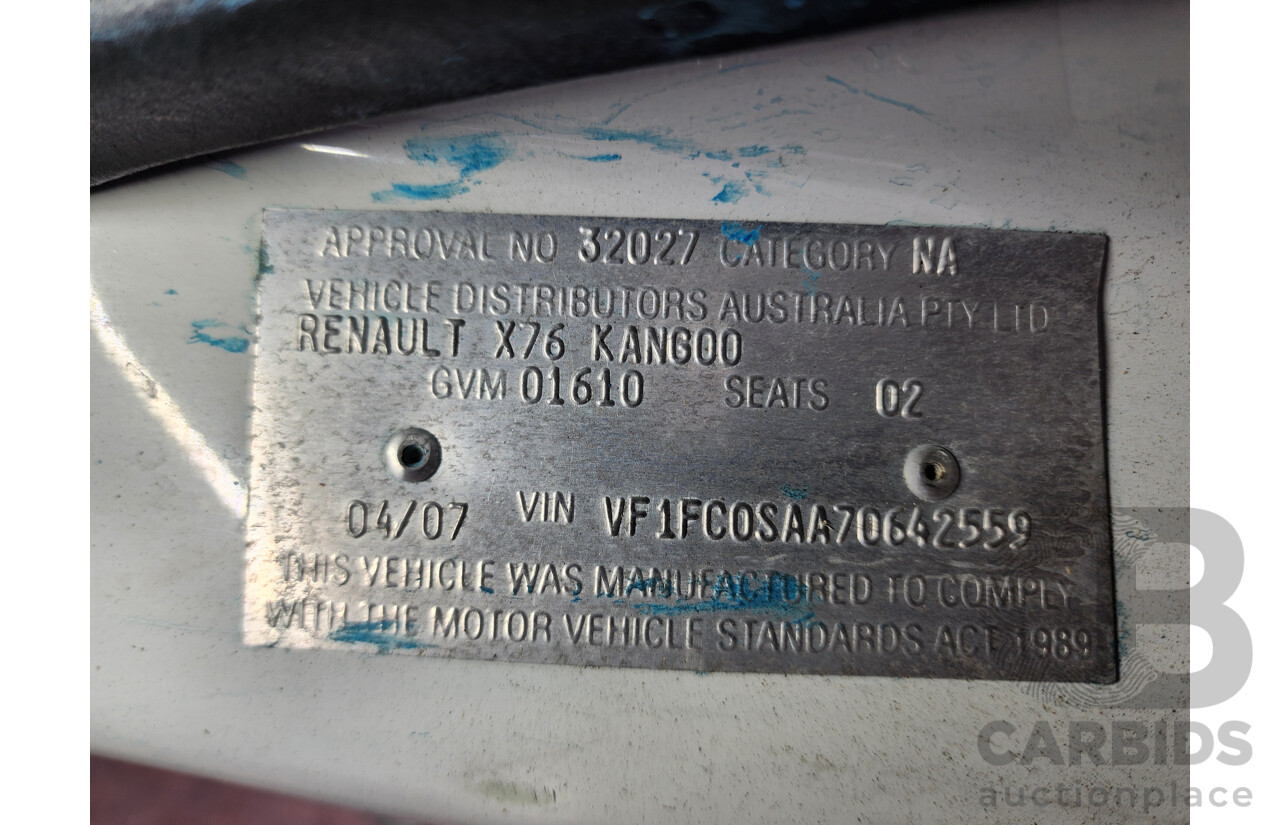 APPROVAL NO 32027 CATEGORY NA
VEHICLE DISTRIBUTORS AUSTRALIA PTY LTD
RENAULT X76 KANGOO
GVM 01610 SEATS 02
04/07 VIN VF1FC0SAA70642559
THIS VEHICLE WAS MANUFACTURED TO COMPLY
WITH THE MOTOR VEHICLE STANDARDS ACT 1989
B
CARBIDS
auctionplace